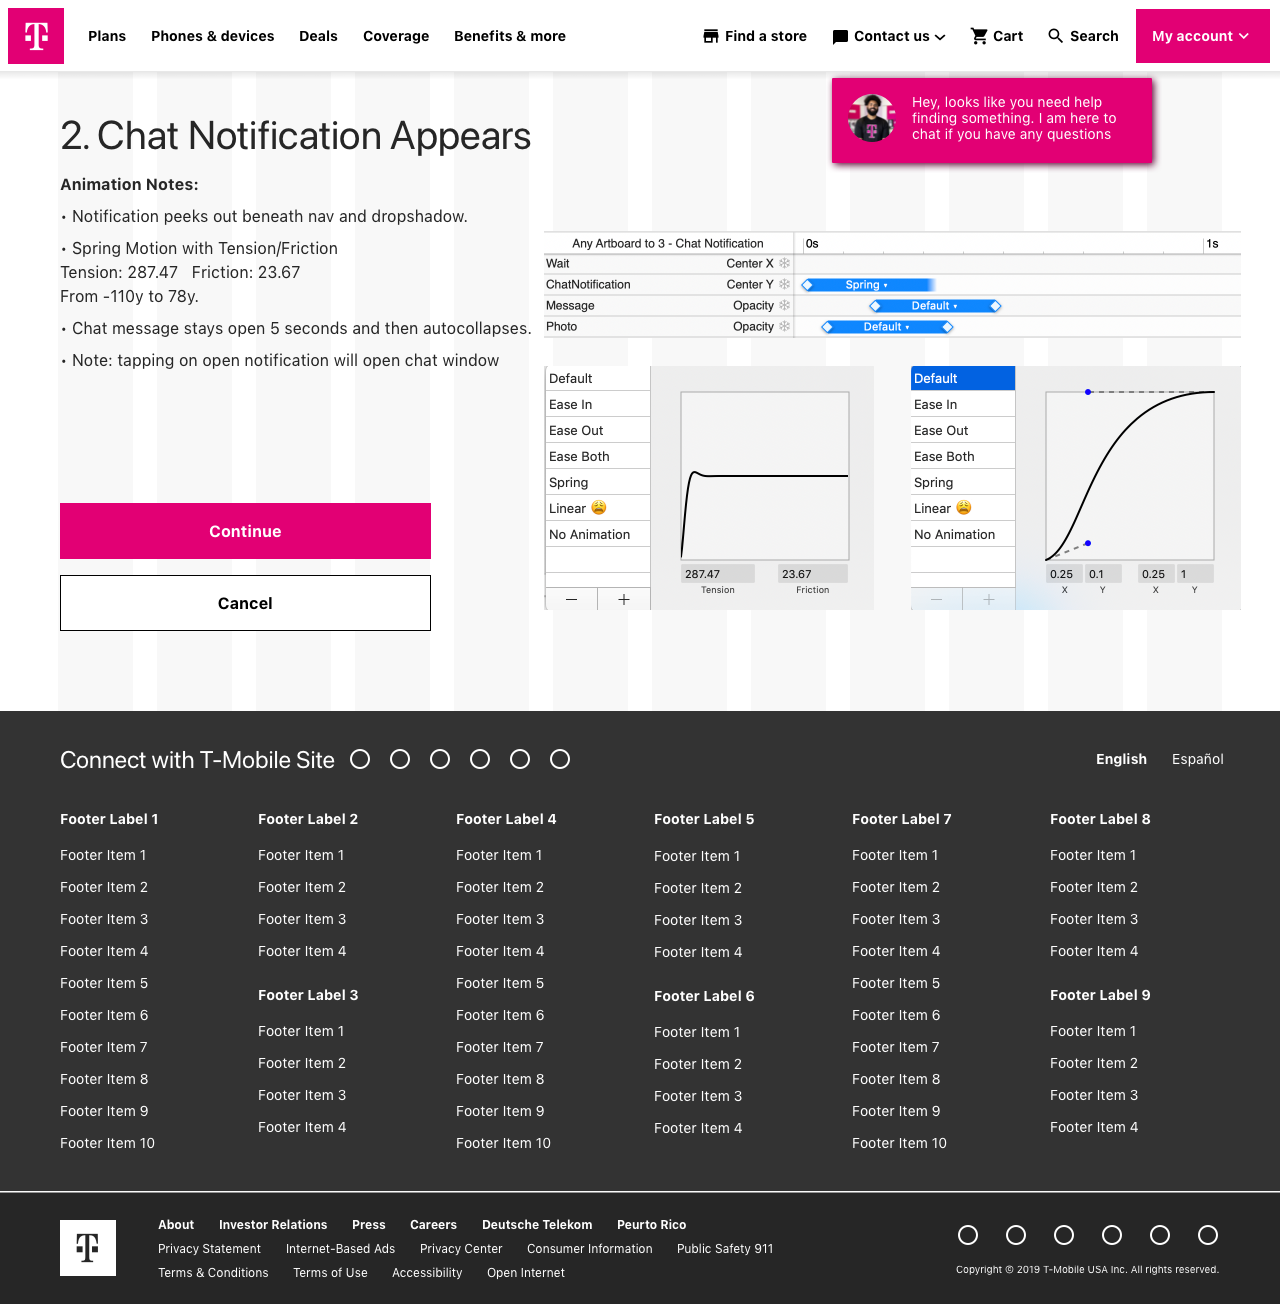 T
Plans Phones & devices Deals Coverage Benefits & more Find a store Contact us Cart Search My account
Hey, looks like you need help
finding something. I am here to
chat if you have any questions
2. Chat Notification Appears
Animation Notes:
• Notification peeks out beneath nav and dropshadow.
• Spring Motion with Tension/Friction
Tension: 287.47 Friction: 23.67
From -110y to 78y.
• Chat message stays open 5 seconds and then autocollapses.
• Note: tapping on open notification will open chat window
Any Artboard to 3 - Chat Notification 0s 1s
Wait Center X
ChatNotification Center Y Spring
Message Opacity Default
Photo Opacity Default
Default
Ease In
Ease Out
Ease Both
Spring
Linear 😩
No Animation
287.47 23.67
Tension Friction
− +
Default
Ease In
Ease Out
Ease Both
Spring
Linear 😩
No Animation
0.25 0.1 0.25 1
X Y X Y
− +
Continue
Cancel
Connect with T-Mobile Site
English Español
Footer Label 1
Footer Item 1
Footer Item 2
Footer Item 3
Footer Item 4
Footer Item 5
Footer Item 6
Footer Item 7
Footer Item 8
Footer Item 9
Footer Item 10
Footer Label 2
Footer Item 1
Footer Item 2
Footer Item 3
Footer Item 4
Footer Label 3
Footer Item 1
Footer Item 2
Footer Item 3
Footer Item 4
Footer Label 4
Footer Item 1
Footer Item 2
Footer Item 3
Footer Item 4
Footer Item 5
Footer Item 6
Footer Item 7
Footer Item 8
Footer Item 9
Footer Item 10
Footer Label 5
Footer Item 1
Footer Item 2
Footer Item 3
Footer Item 4
Footer Label 6
Footer Item 1
Footer Item 2
Footer Item 3
Footer Item 4
Footer Label 7
Footer Item 1
Footer Item 2
Footer Item 3
Footer Item 4
Footer Item 5
Footer Item 6
Footer Item 7
Footer Item 8
Footer Item 9
Footer Item 10
Footer Label 8
Footer Item 1
Footer Item 2
Footer Item 3
Footer Item 4
Footer Label 9
Footer Item 1
Footer Item 2
Footer Item 3
Footer Item 4
T
About Investor Relations Press Careers Deutsche Telekom Peurto Rico
Privacy Statement Internet-Based Ads Privacy Center Consumer Information Public Safety 911
Terms & Conditions Terms of Use Accessibility Open Internet
Copyright © 2019 T-Mobile USA Inc. All rights reserved.